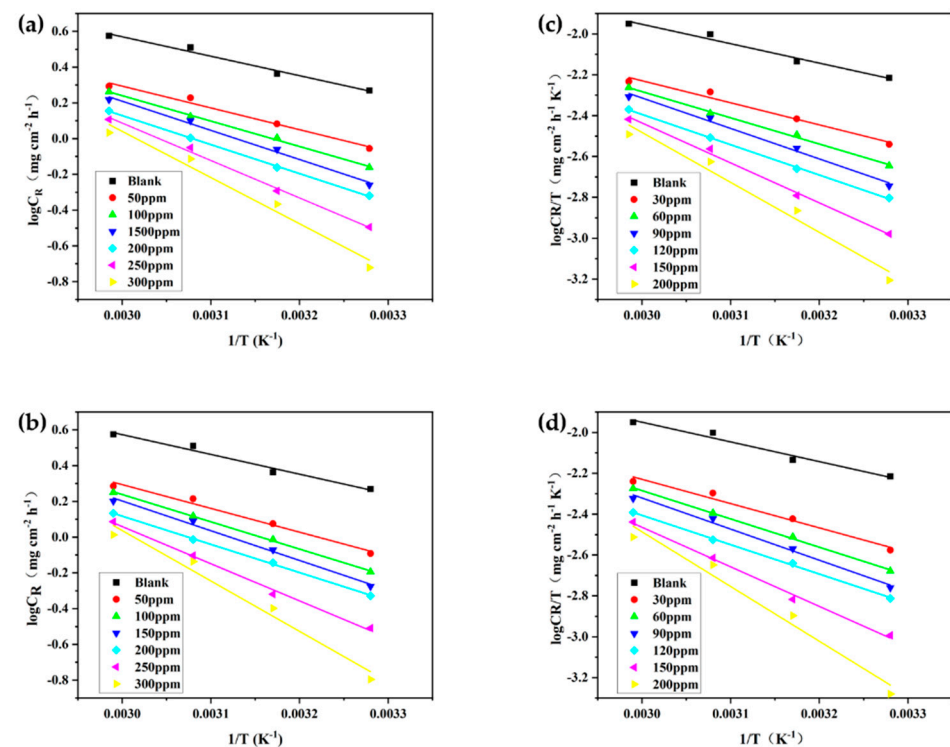 (a)
logC_R (mg cm⁻² h⁻¹)
0.6
0.4
0.2
0.0
-0.2
-0.4
-0.6
-0.8
Blank
50ppm
100ppm
1500ppm
200ppm
250ppm
300ppm
0.0030
0.0031
0.0032
0.0033
1/T (K⁻¹)
(c)
logCR/T (mg cm⁻² h⁻¹ K⁻¹)
-2.0
-2.2
-2.4
-2.6
-2.8
-3.0
-3.2
Blank
30ppm
60ppm
90ppm
120ppm
150ppm
200ppm
0.0030
0.0031
0.0032
0.0033
1/T (K⁻¹)
(b)
logC_R (mg cm⁻² h⁻¹)
0.6
0.4
0.2
0.0
-0.2
-0.4
-0.6
-0.8
Blank
50ppm
100ppm
150ppm
200ppm
250ppm
300ppm
0.0030
0.0031
0.0032
0.0033
1/T (K⁻¹)
(d)
logCR/T (mg cm⁻² h⁻¹ K⁻¹)
-2.0
-2.2
-2.4
-2.6
-2.8
-3.0
-3.2
Blank
30ppm
60ppm
90ppm
120ppm
150ppm
200ppm
0.0030
0.0031
0.0032
0.0033
1/T (K⁻¹)